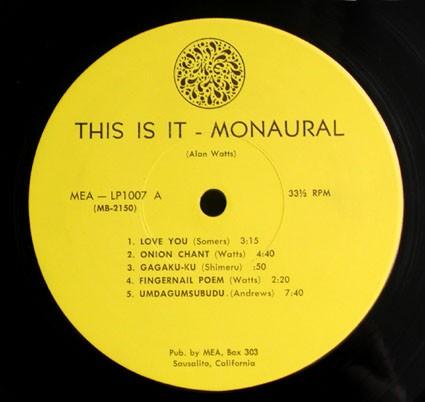 THIS IS IT - MONAURAL
(Alan Watts)
MEA — LP1007 A 33⅓ RPM
(MB-2150)
1. LOVE YOU (Somers) 3:15
2. ONION CHANT (Watts) 4:40
3. GAGAKU-KU (Shimeru) :50
4. FINGERNAIL POEM (Watts) 2:20
5. UMDAGUMSUBUDU. (Andrews) 7:40
Pub. by MEA, Box 303
Sausalito, California